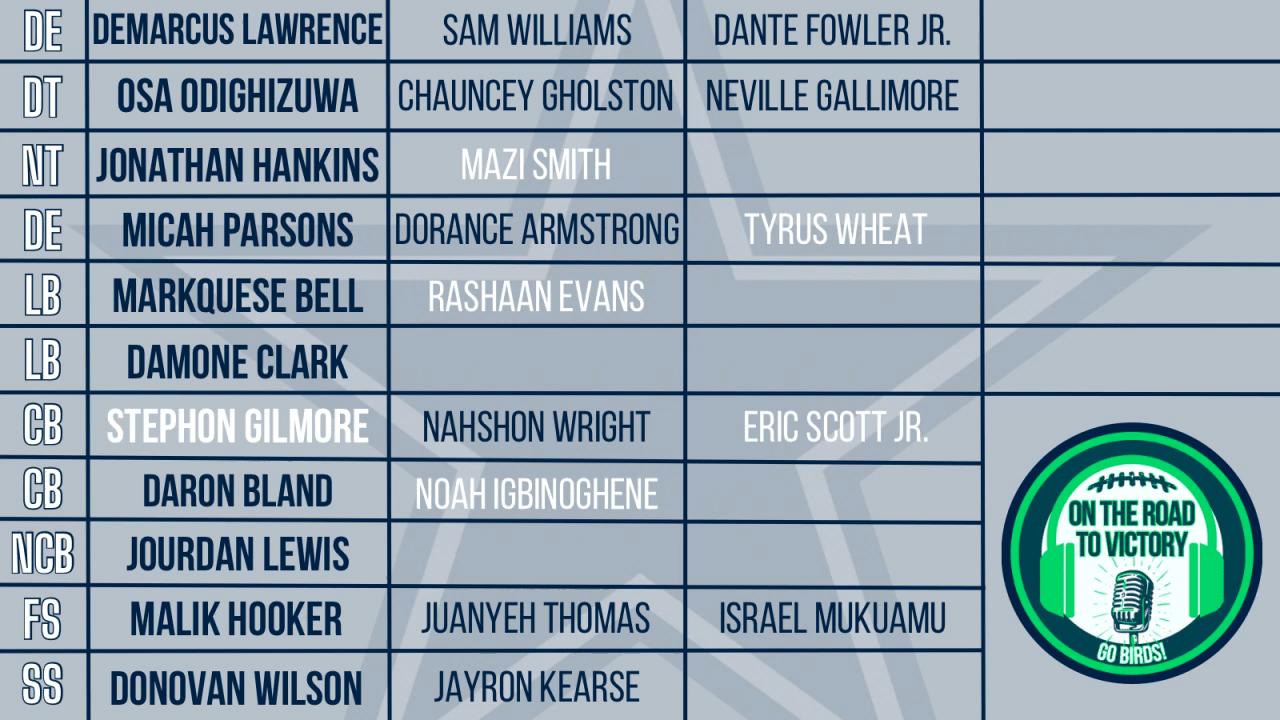 DE DEMARCUS LAWRENCE SAM WILLIAMS DANTE FOWLER JR.
DT OSA ODIGHIZUWA CHAUNCEY GHOLSTON NEVILLE GALLIMORE
NT JONATHAN HANKINS MAZI SMITH
DE MICAH PARSONS DORANCE ARMSTRONG TYRUS WHEAT
LB MARKQUESE BELL RASHAAN EVANS
LB DAMONE CLARK
CB STEPHON GILMORE NAHSHON WRIGHT ERIC SCOTT JR.
CB DARON BLAND NOAH IGBINOGHENE
NCB JOURDAN LEWIS
FS MALIK HOOKER JUANYEH THOMAS ISRAEL MUKUAMU
SS DONOVAN WILSON JAYRON KEARSE
ON THE ROAD
TO VICTORY
GO BIRDS!